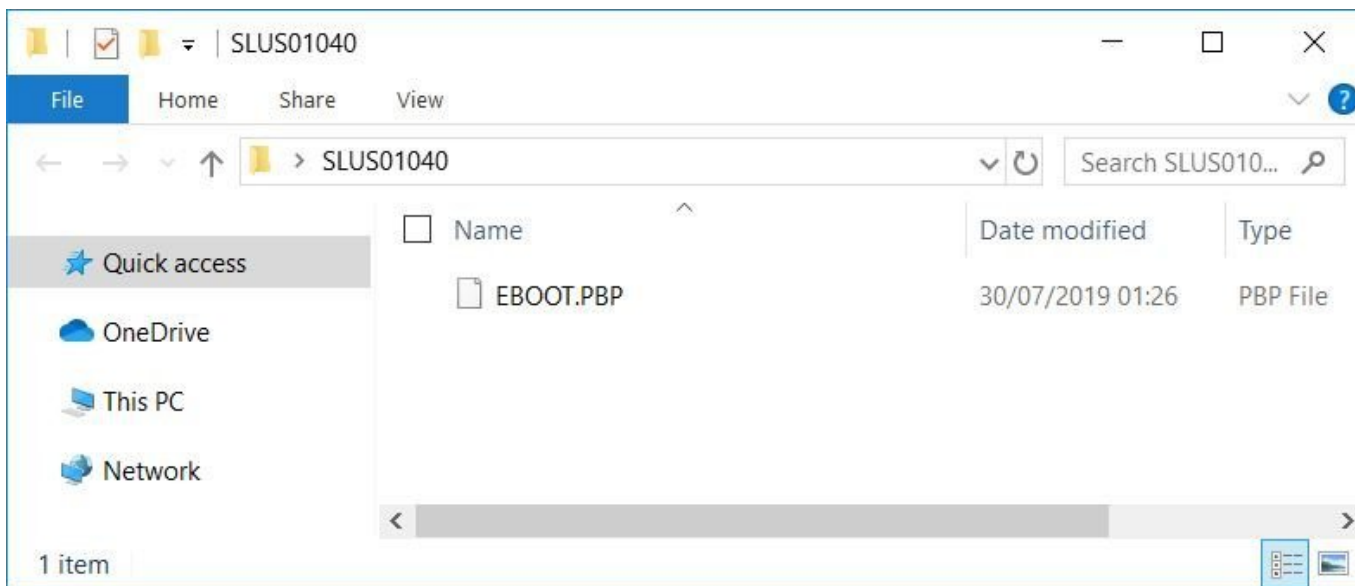 SLUS01040
File Home Share View
SLUS01040
Search SLUS010...
Name Date modified Type
Quick access
EBOOT.PBP 30/07/2019 01:26 PBP File
OneDrive
This PC
Network
1 item